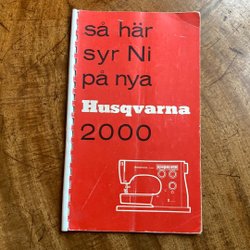 så här
syr Ni
på nya
Husqvarna
2000